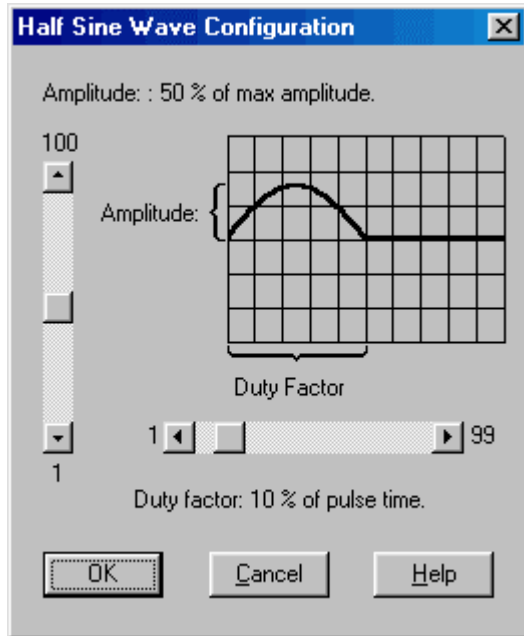 Half Sine Wave Configuration
Amplitude: : 50 % of max amplitude.
100
Amplitude:
Duty Factor
1
99
1
Duty factor: 10 % of pulse time.
OK
Cancel
Help